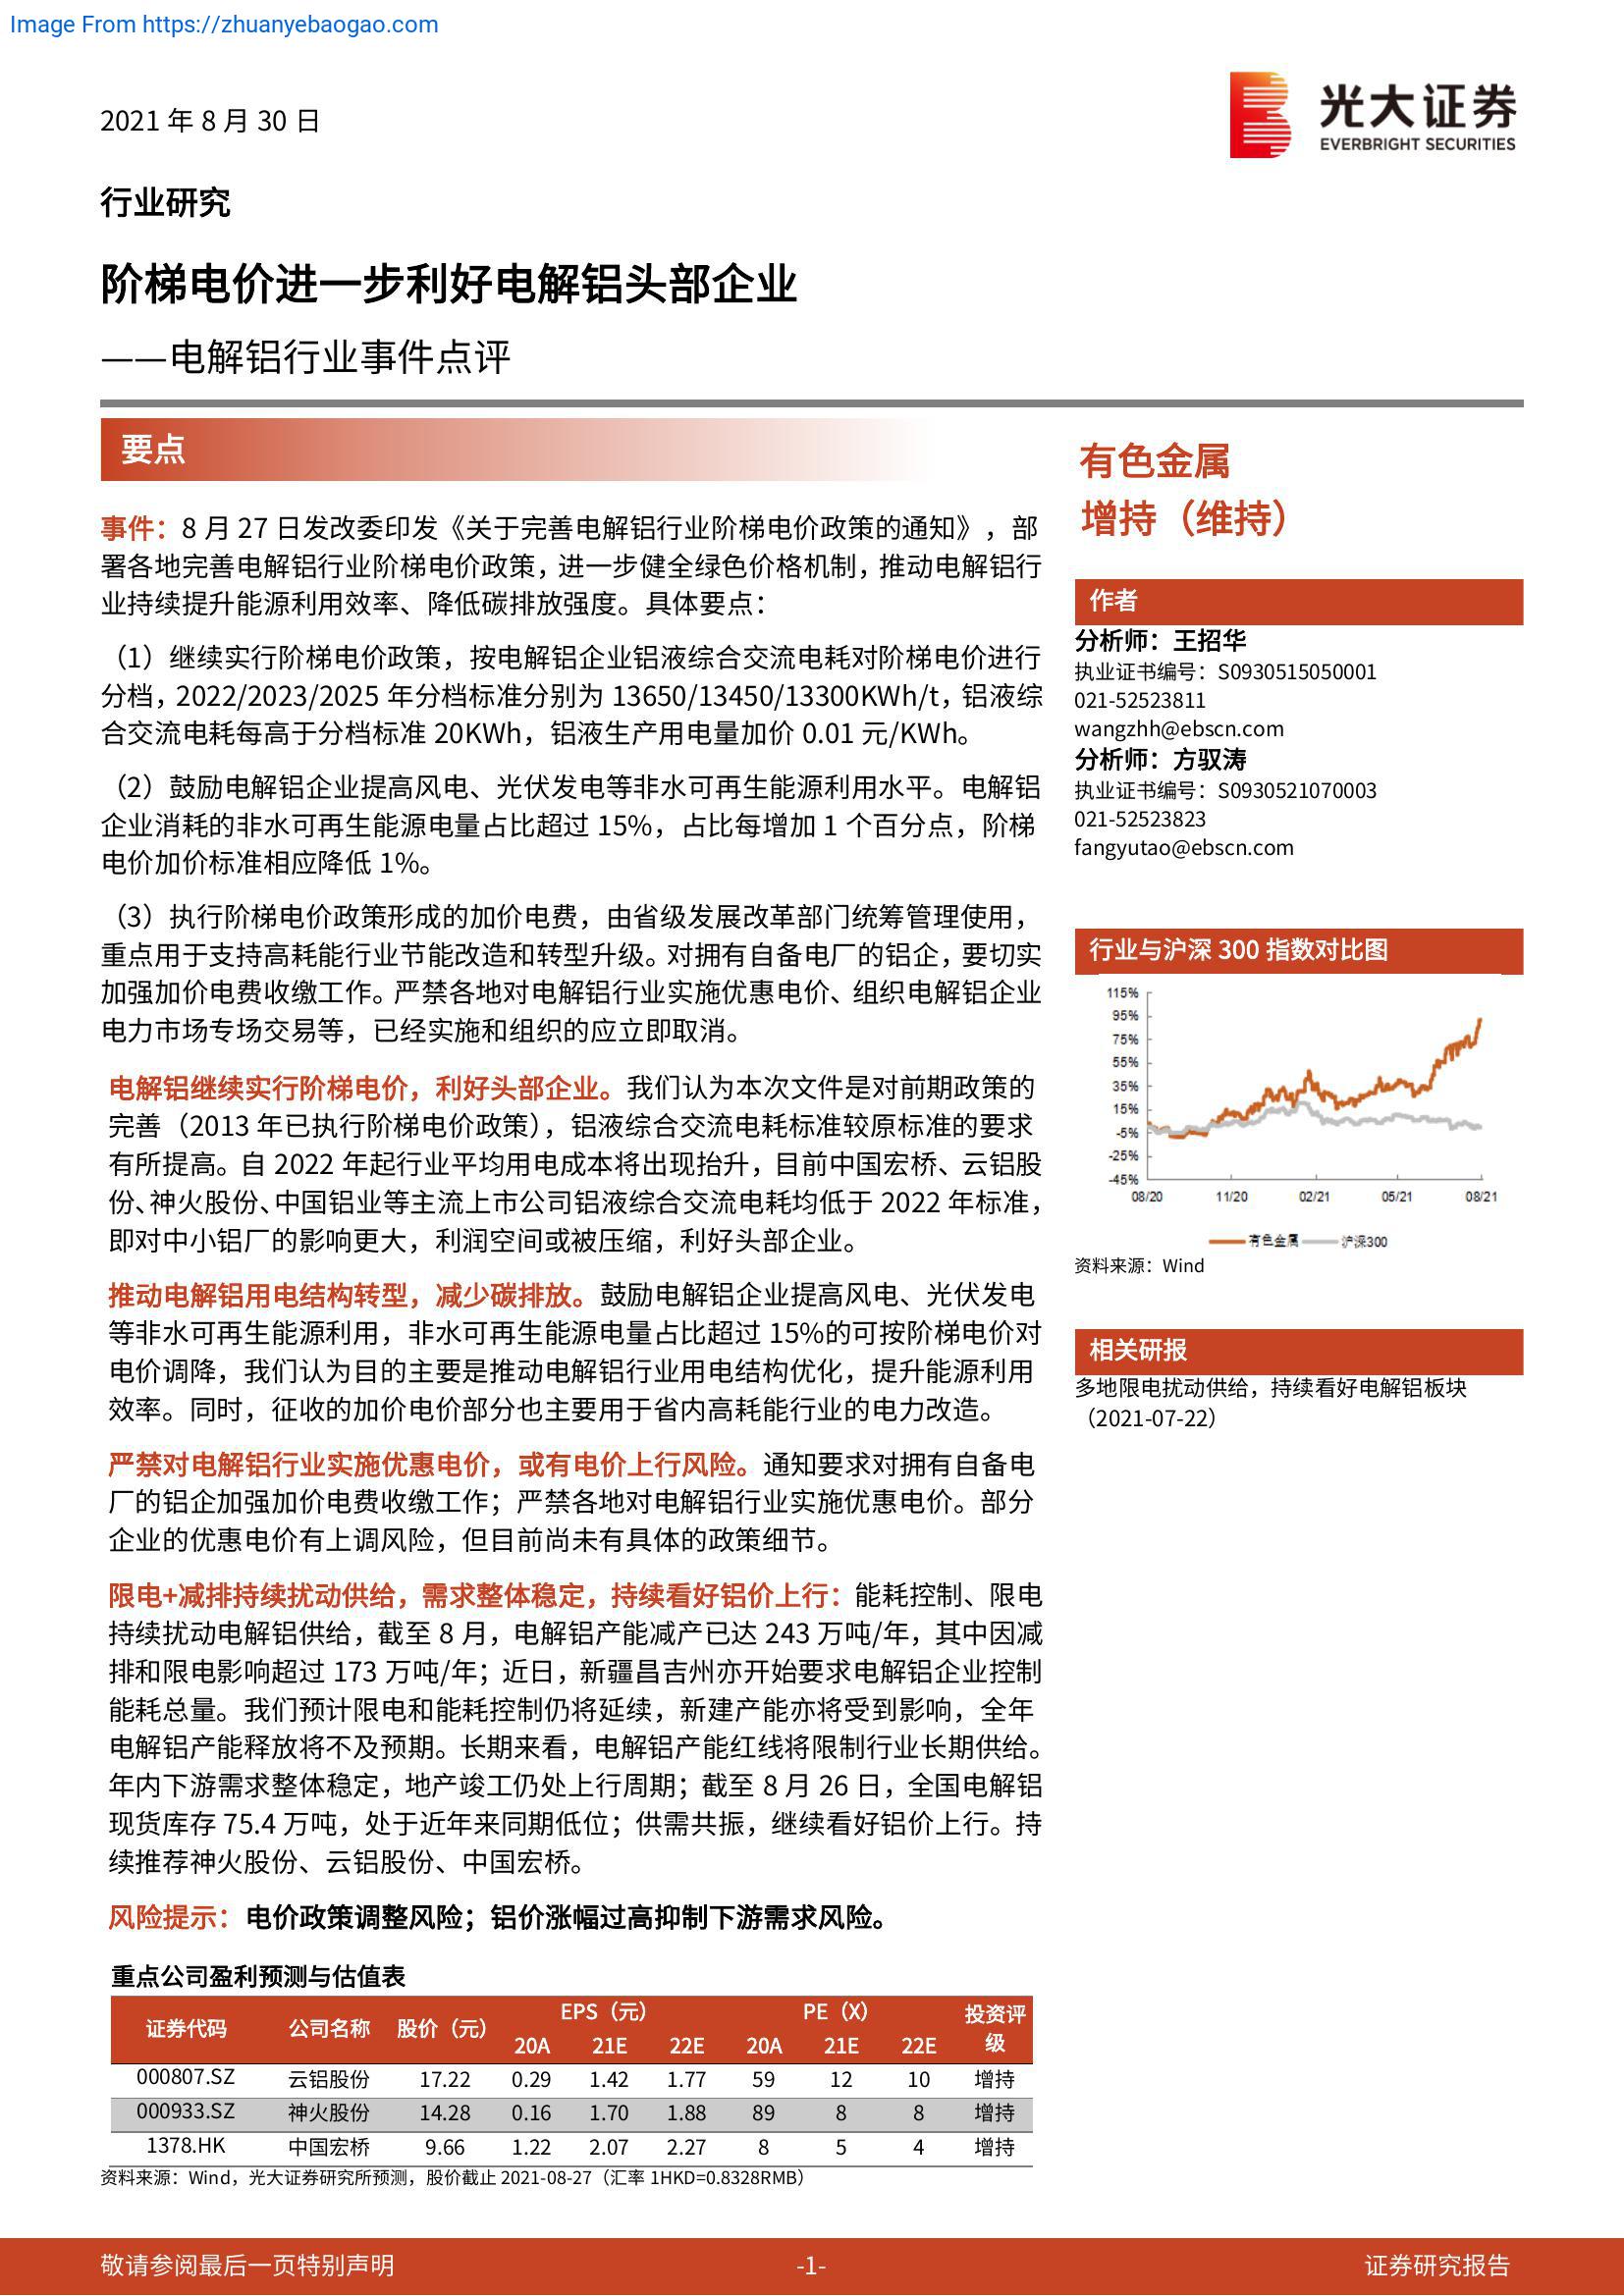 Image From https://zhuanyebaogao.com
2021 年 8 月 30 日
光大证券
EVERBRIGHT SECURITIES
行业研究
阶梯电价进一步利好电解铝头部企业
——电解铝行业事件点评
要点
事件：8 月 27 日发改委印发《关于完善电解铝行业阶梯电价政策的通知》，部
署各地完善电解铝行业阶梯电价政策，进一步健全绿色价格机制，推动电解铝行
业持续提升能源利用效率、降低碳排放强度。具体要点：
（1）继续实行阶梯电价政策，按电解铝企业铝液综合交流电耗对阶梯电价进行
分档，2022/2023/2025 年分档标准分别为 13650/13450/13300KWh/t，铝液综
合交流电耗每高于分档标准 20KWh，铝液生产用电量加价 0.01 元/KWh。
（2）鼓励电解铝企业提高风电、光伏发电等非水可再生能源利用水平。电解铝
企业消耗的非水可再生能源电量占比超过 15%，占比每增加 1 个百分点，阶梯
电价加价标准相应降低 1%。
（3）执行阶梯电价政策形成的加价电费，由省级发展改革部门统筹管理使用，
重点用于支持高耗能行业节能改造和转型升级。对拥有自备电厂的铝企，要切实
加强加价电费收缴工作。严禁各地对电解铝行业实施优惠电价、组织电解铝企业
电力市场专场交易等，已经实施和组织的应立即取消。
电解铝继续实行阶梯电价，利好头部企业。我们认为本次文件是对前期政策的
完善（2013 年已执行阶梯电价政策），铝液综合交流电耗标准较原标准的要求
有所提高。自 2022 年起行业平均用电成本将出现抬升，目前中国宏桥、云铝股
份、神火股份、中国铝业等主流上市公司铝液综合交流电耗均低于 2022 年标准，
即对中小铝厂的影响更大，利润空间或被压缩，利好头部企业。
推动电解铝用电结构转型，减少碳排放。鼓励电解铝企业提高风电、光伏发电
等非水可再生能源利用，非水可再生能源电量占比超过 15%的可按阶梯电价对
电价调降，我们认为目的主要是推动电解铝行业用电结构优化，提升能源利用
效率。同时，征收的加价电价部分也主要用于省内高耗能行业的电力改造。
严禁对电解铝行业实施优惠电价，或有电价上行风险。通知要求对拥有自备电
厂的铝企加强加价电费收缴工作；严禁各地对电解铝行业实施优惠电价。部分
企业的优惠电价有上调风险，但目前尚未有具体的政策细节。
限电+减排持续扰动供给，需求整体稳定，持续看好铝价上行：能耗控制、限电
持续扰动电解铝供给，截至 8 月，电解铝产能减产已达 243 万吨/年，其中因减
排和限电影响超过 173 万吨/年；近日，新疆昌吉州亦开始要求电解铝企业控制
能耗总量。我们预计限电和能耗控制仍将延续，新建产能亦将受到影响，全年
电解铝产能释放将不及预期。长期来看，电解铝产能红线将限制行业长期供给。
年内下游需求整体稳定，地产竣工仍处上行周期；截至 8 月 26 日，全国电解铝
现货库存 75.4 万吨，处于近年来同期低位；供需共振，继续看好铝价上行。持
续推荐神火股份、云铝股份、中国宏桥。
风险提示：电价政策调整风险；铝价涨幅过高抑制下游需求风险。
重点公司盈利预测与估值表
证券代码 公司名称 股价（元） EPS（元） PE（X） 投资评级
20A 21E 22E 20A 21E 22E
000807.SZ 云铝股份 17.22 0.29 1.42 1.77 59 12 10 增持
000933.SZ 神火股份 14.28 0.16 1.70 1.88 89 8 8 增持
1378.HK 中国宏桥 9.66 1.22 2.07 2.27 8 5 4 增持
资料来源：Wind，光大证券研究所预测，股价截止 2021-08-27（汇率 1HKD=0.8328RMB）
有色金属
增持（维持）
作者
分析师：王招华
执业证书编号：S0930515050001
021-52523811
wangzhh@ebscn.com
分析师：方驭涛
执业证书编号：S0930521070003
021-52523823
fangyutao@ebscn.com
行业与沪深 300 指数对比图
115%
95%
75%
55%
35%
15%
-5%
-25%
-45%
08/20 11/20 02/21 05/21 08/21
有色金属 沪深300
资料来源：Wind
相关研报
多地限电扰动供给，持续看好电解铝板块
（2021-07-22）
敬请参阅最后一页特别声明 -1- 证券研究报告